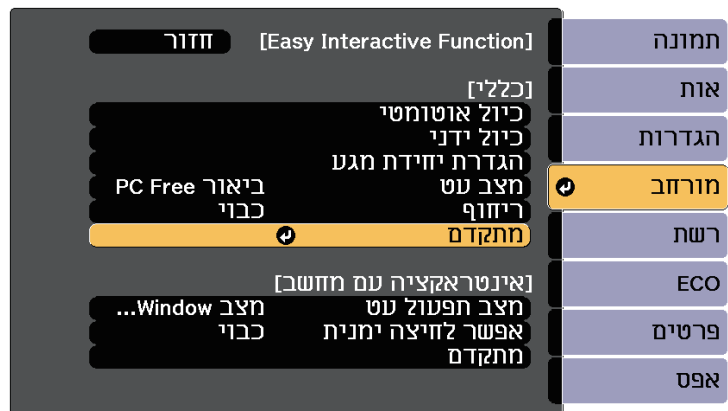 תמונה
אות
הגדרות
מורחב
רשת
ECO
פרטים
אפס
[Easy Interactive Function] חזור
[כללי]
כיול אוטומטי
כיול ידני
הגדרת יחידת מגע
מצב עט ביאור PC Free
ריחוף כבוי
מתקדם
[אינטראקציה עם מחשב]
מצב תפעול עט מצב Window...
אפשר לחיצה ימנית כבוי
מתקדם